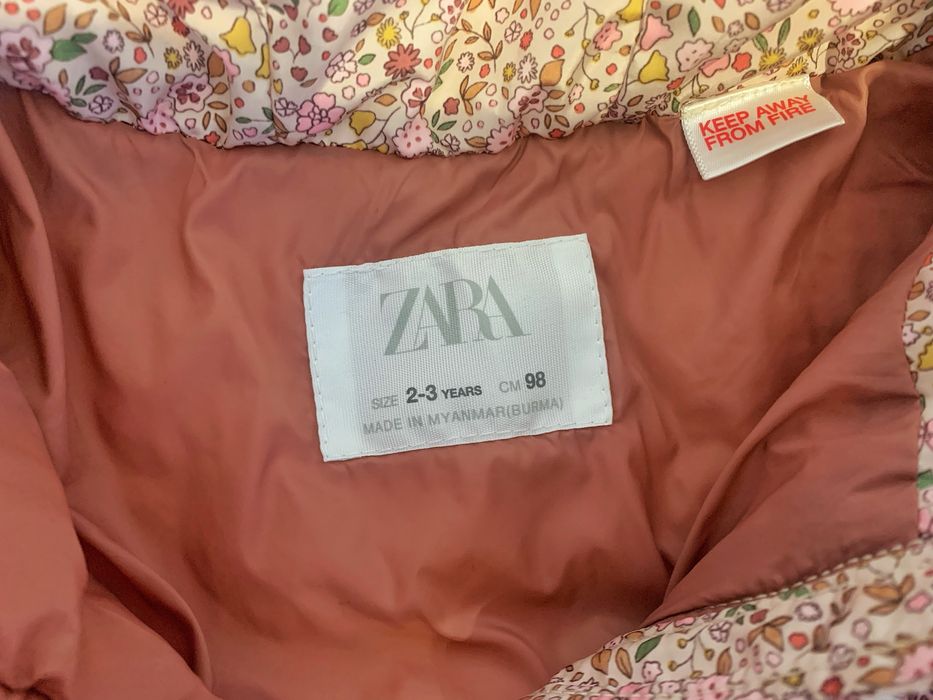 KEEP AWAY
FROM FIRE
ZARA
SIZE 2-3 YEARS CM 98
MADE IN MYANMAR(BURMA)